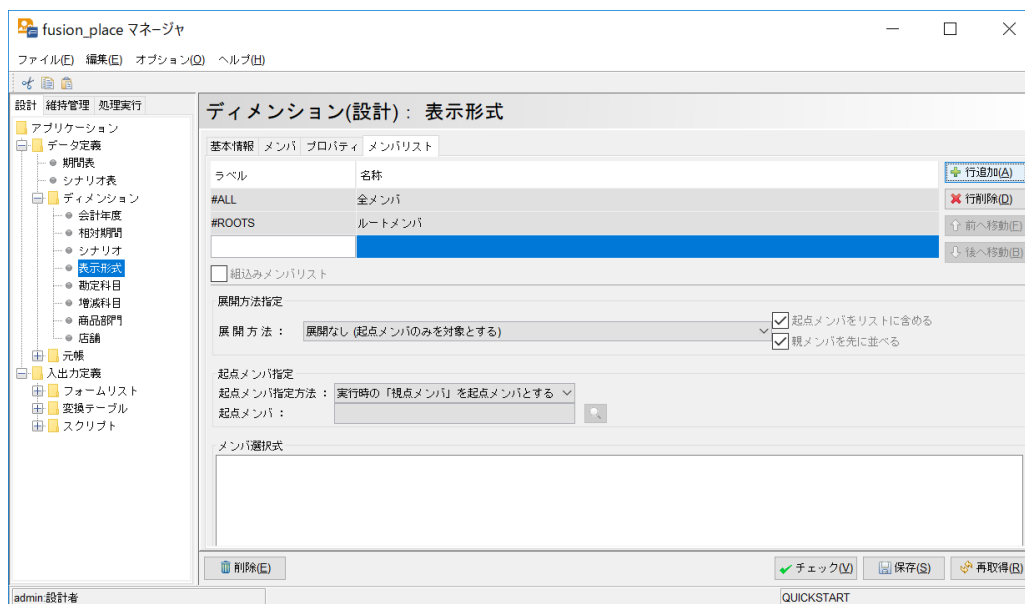 fusion_place マネージャ
ファイル(F) 編集(E) オプション(O) ヘルプ(H)
設計 維持管理 処理実行
アプリケーション
データ定義
期間表
シナリオ表
ディメンション
会計年度
相対期間
シナリオ
表示形式
勘定科目
増減科目
商品部門
店舗
元帳
入出力定義
フォームリスト
変換テーブル
スクリプト
ディメンション(設計) : 表示形式
基本情報 メンバ プロパティ メンバリスト
ラベル 名称
#ALL 全メンバ
#ROOTS ルートメンバ
行追加(A)
行削除(D)
前へ移動(F)
後へ移動(B)
組込みメンバリスト
展開方法指定
展開方法 : 展開なし (起点メンバのみを対象とする)
起点メンバをリストに含める
親メンバを先に並べる
起点メンバ指定
起点メンバ指定方法 : 実行時の「視点メンバ」を起点メンバとする
起点メンバ :
メンバ選択式
削除(E) チェック(V) 保存(S) 再取得(R)
admin:設計者 QUICKSTART